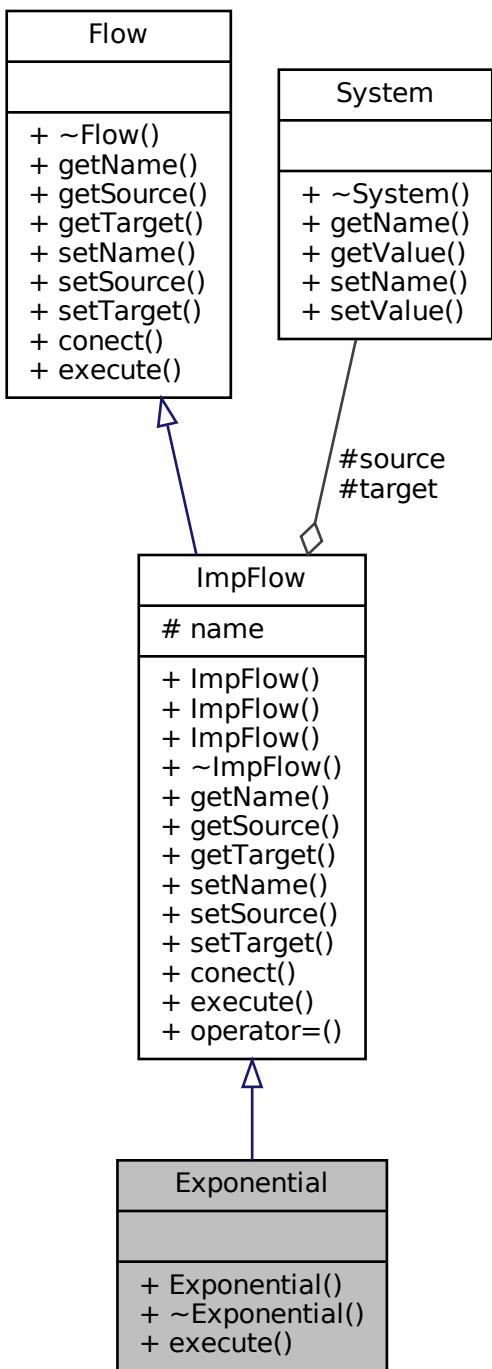 Flow
+ ~Flow()
+ getName()
+ getSource()
+ getTarget()
+ setName()
+ setSource()
+ setTarget()
+ conect()
+ execute()
System
+ ~System()
+ getName()
+ getValue()
+ setName()
+ setValue()
#source
#target
ImpFlow
# name
+ ImpFlow()
+ ImpFlow()
+ ImpFlow()
+ ~ImpFlow()
+ getName()
+ getSource()
+ getTarget()
+ setName()
+ setSource()
+ setTarget()
+ conect()
+ execute()
+ operator=()
Exponential
+ Exponential()
+ ~Exponential()
+ execute()